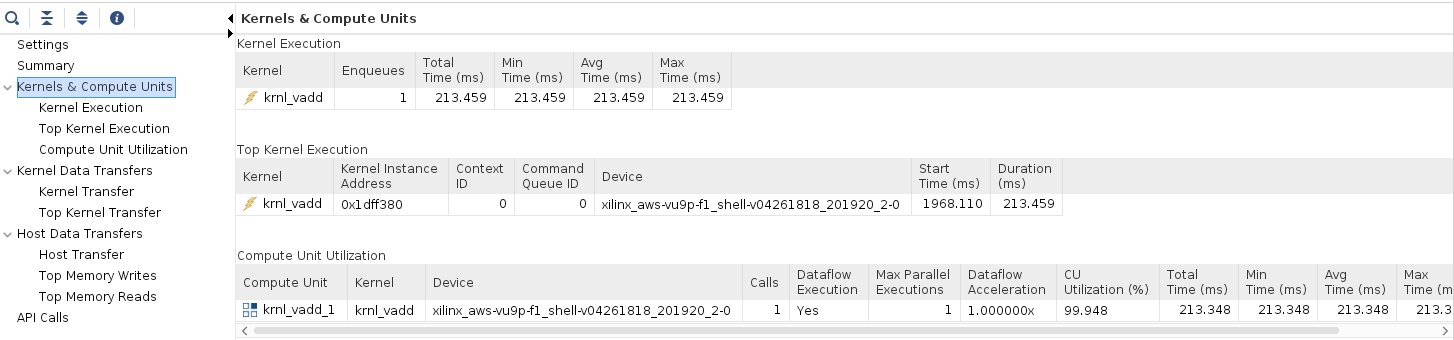 Kernels & Compute Units
Settings
Summary
Kernels & Compute Units
Kernel Execution
Top Kernel Execution
Compute Unit Utilization
Kernel Data Transfers
Kernel Transfer
Top Kernel Transfer
Host Data Transfers
Host Transfer
Top Memory Writes
Top Memory Reads
API Calls
Kernel Execution
Kernel Enqueues Total Time (ms) Min Time (ms) Avg Time (ms) Max Time (ms)
krnl_vadd 1 213.459 213.459 213.459 213.459
Top Kernel Execution
Kernel Kernel Instance Address Context ID Command Queue ID Device Start Time (ms) Duration (ms)
krnl_vadd 0x1dff380 0 0 xilinx_aws-vu9p-f1_shell-v04261818_201920_2-0 1968.110 213.459
Compute Unit Utilization
Compute Unit Kernel Device Calls Dataflow Execution Max Parallel Executions Dataflow Acceleration CU Utilization (%) Total Time (ms) Min Time (ms) Avg Time (ms) Max Time (m
krnl_vadd_1 krnl_vadd xilinx_aws-vu9p-f1_shell-v04261818_201920_2-0 1 Yes 1 1.000000x 99.948 213.348 213.348 213.348 213.3